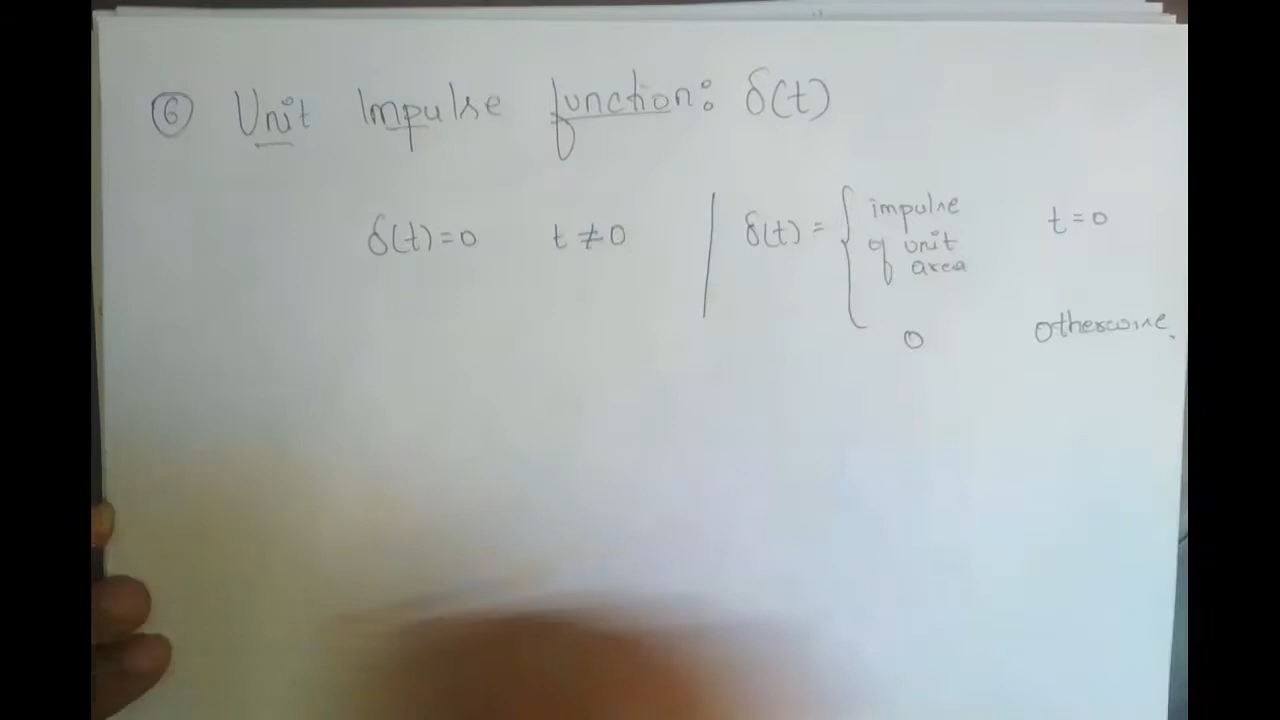 ⑥ Unit Impulse function: δ(t)
δ(t)=0 t≠0
δ(t) = { impulse of unit area t=0
0 otherwise.